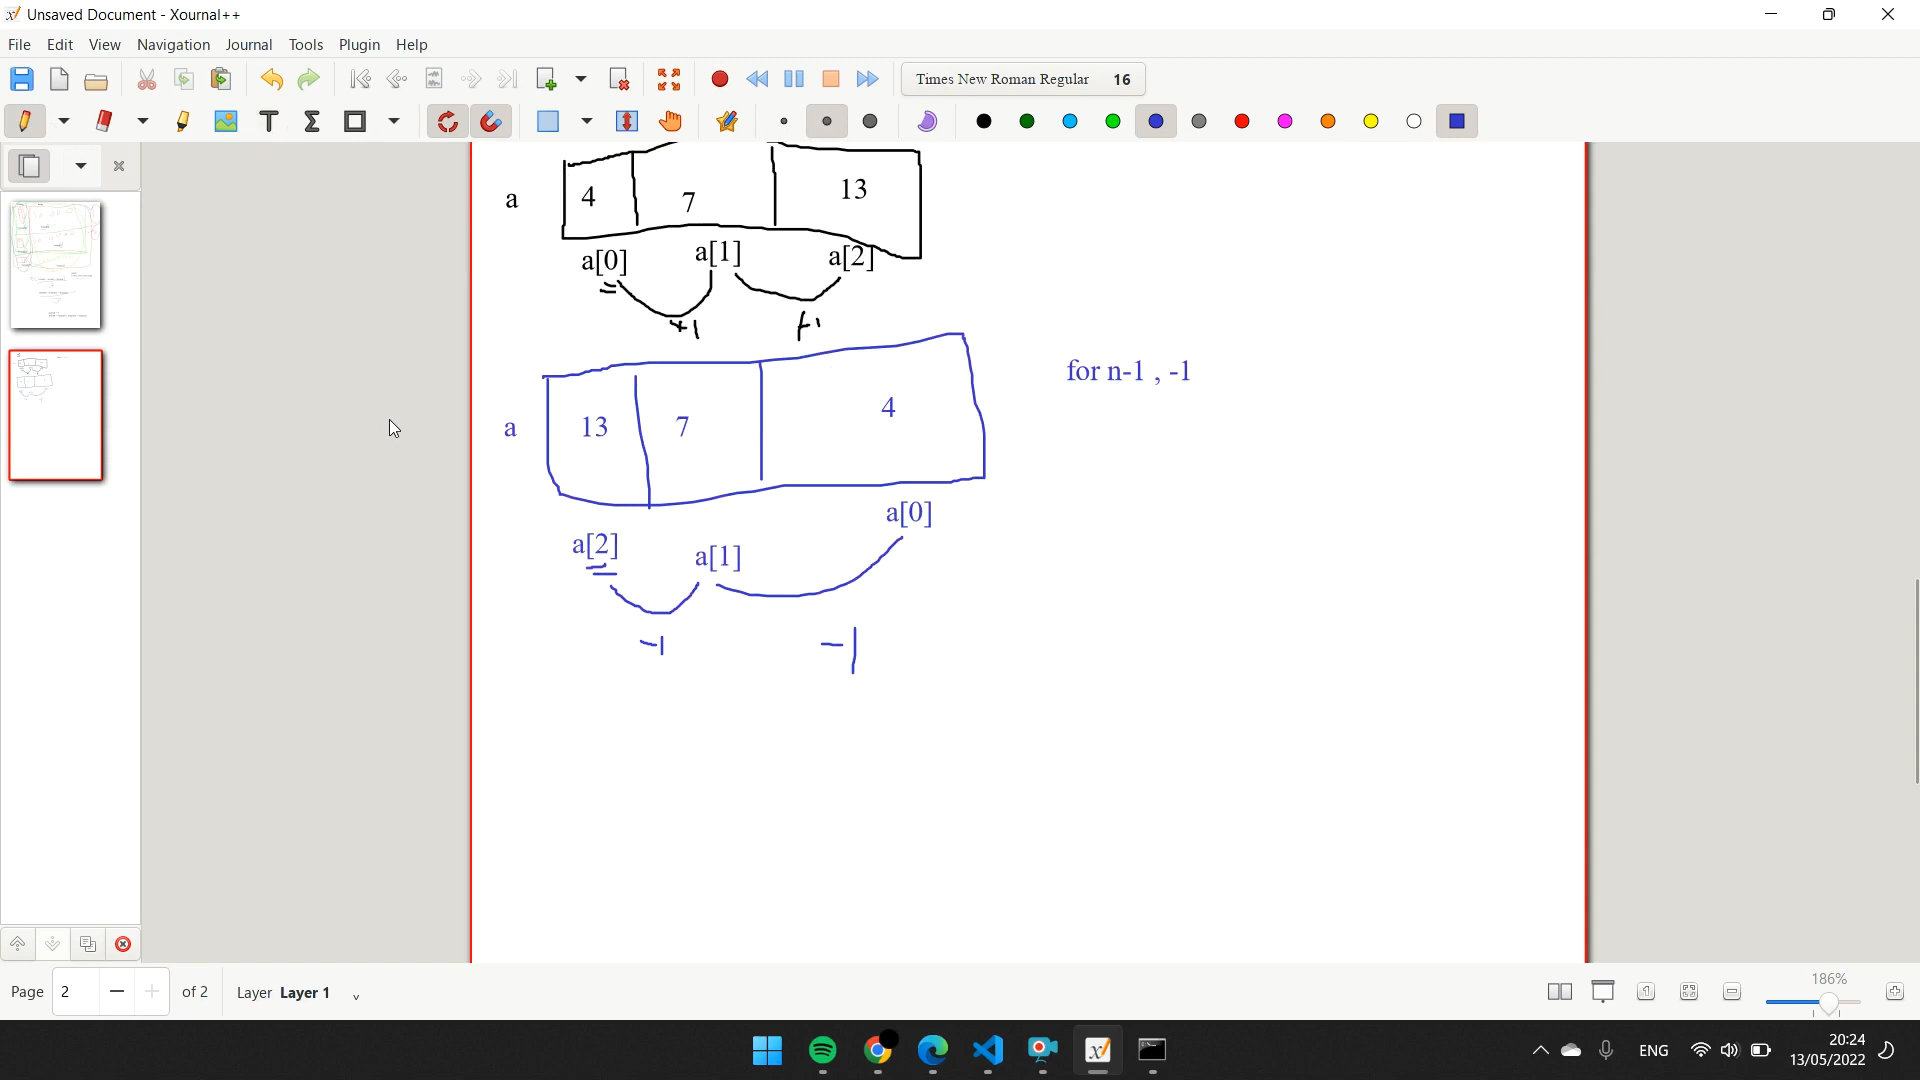 Unsaved Document - Xournal++
File Edit View Navigation Journal Tools Plugin Help
Times New Roman Regular 16
a 4 7 13
a[0] a[1] a[2]
+1 +1
for n-1 , -1
a 13 7 4
a[0]
a[2] a[1]
-1 -1
Page 2 of 2 Layer Layer 1
186%
ENG
20:24
13/05/2022